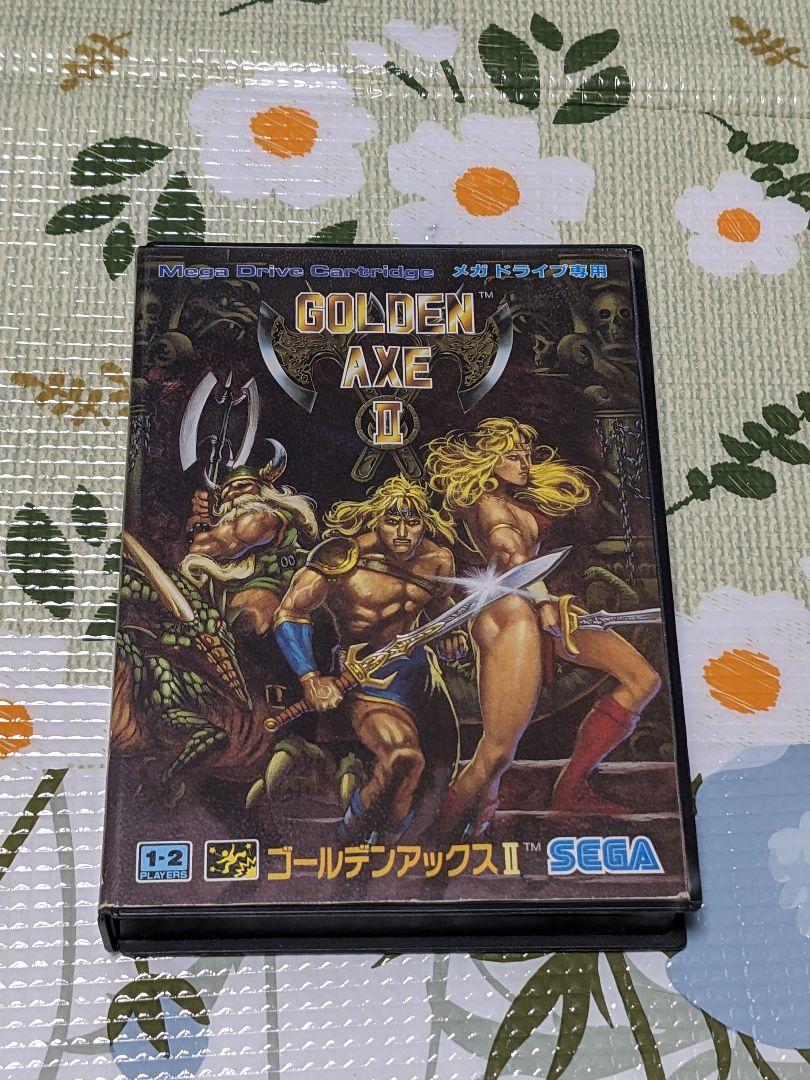 Mega Drive Cartridge メガ ドライブ専用
GOLDEN™
AXE
II
1-2
PLAYERS
ゴールデンアックスII™ SEGA